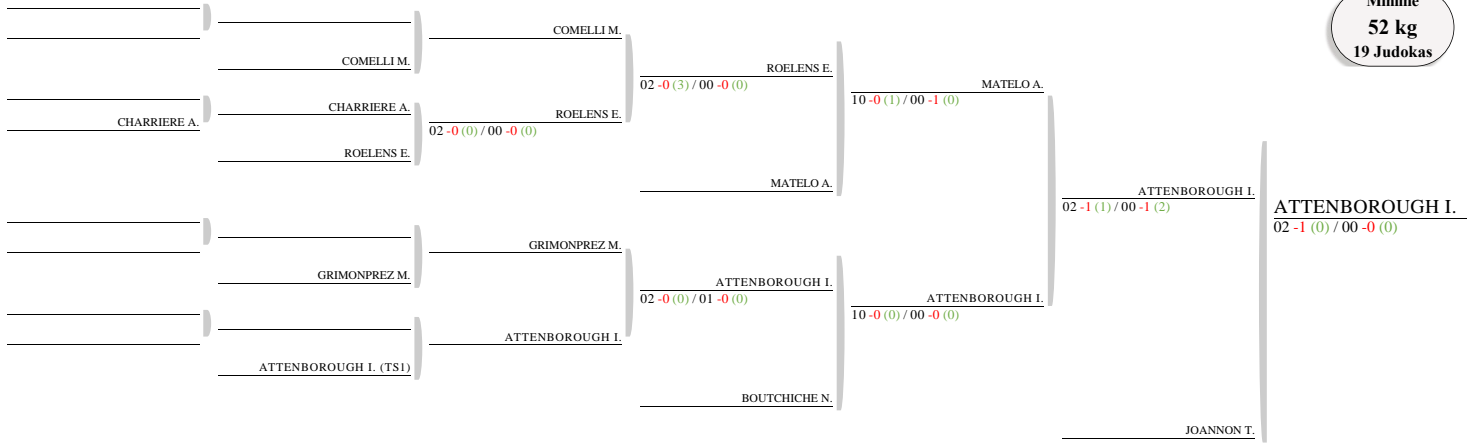 Minime
52 kg
19 Judokas
COMELLI M.
COMELLI M.
ROELENS E.
02 -0 (3) / 00 -0 (0)
MATELO A.
10 -0 (1) / 00 -1 (0)
CHARRIERE A.
CHARRIERE A.
ROELENS E.
02 -0 (0) / 00 -0 (0)
ROELENS E.
MATELO A.
ATTENBOROUGH I.
02 -1 (1) / 00 -1 (2)
ATTENBOROUGH I.
02 -1 (0) / 00 -0 (0)
GRIMONPREZ M.
GRIMONPREZ M.
ATTENBOROUGH I.
02 -0 (0) / 01 -0 (0)
ATTENBOROUGH I.
10 -0 (0) / 00 -0 (0)
ATTENBOROUGH I.
ATTENBOROUGH I. (TS1)
BOUTCHICHE N.
JOANNON T.